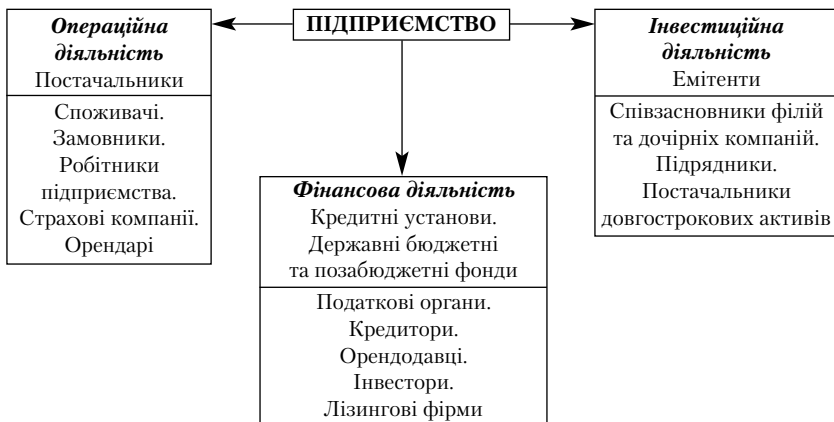 ПІДПРИЄМСТВО
Операційна
діяльність
Постачальники
Споживачі.
Замовники.
Робітники
підприємства.
Страхові компанії.
Орендарі
Фінансова діяльність
Кредитні установи.
Державні бюджетні
та позабюджетні фонди
Податкові органи.
Кредитори.
Орендодавці.
Інвестори.
Лізингові фірми
Інвестиційна
діяльність
Емітенти
Співзасновники філій
та дочірніх компаній.
Підрядники.
Постачальники
довгострокових активів